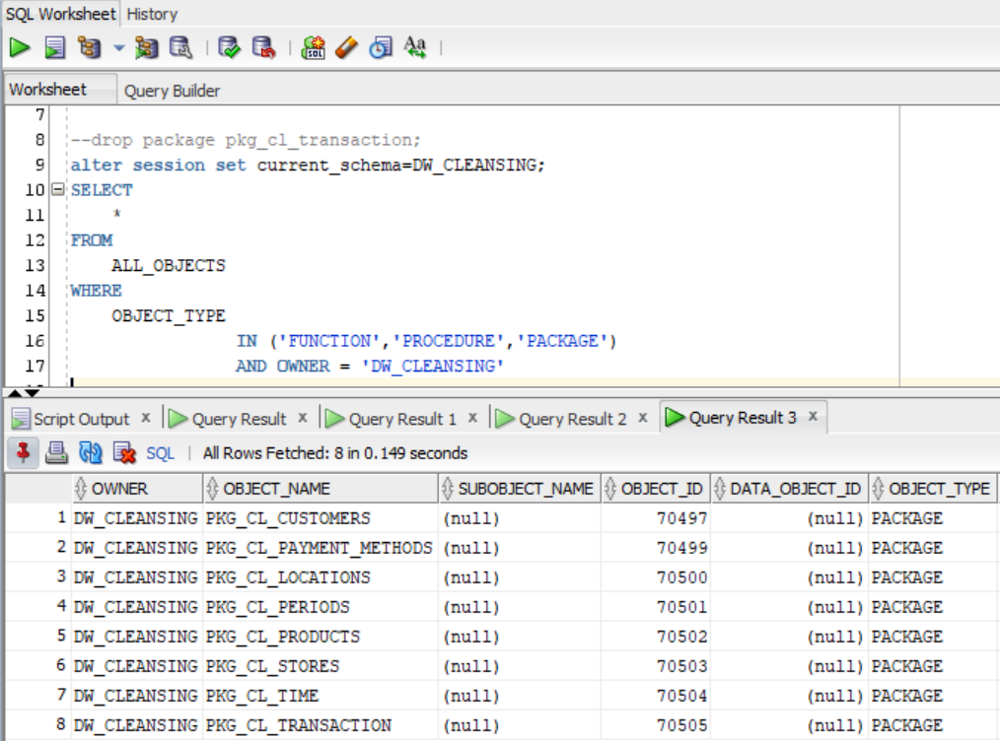 SQL Worksheet History
SQL
Aa
Worksheet Query Builder
7
8 --drop package pkg_cl_transaction;
9 alter session set current_schema=DW_CLEANSING;
10 SELECT
11 *
12 FROM
13 ALL_OBJECTS
14 WHERE
15 OBJECT_TYPE
16 IN ('FUNCTION','PROCEDURE','PACKAGE')
17 AND OWNER = 'DW_CLEANSING'
Script Output x Query Result x Query Result 1 x Query Result 2 x Query Result 3 x
SQL | All Rows Fetched: 8 in 0.149 seconds
OWNER OBJECT_NAME SUBOBJECT_NAME OBJECT_ID DATA_OBJECT_ID OBJECT_TYPE
1 DW_CLEANSING PKG_CL_CUSTOMERS (null) 70497 (null) PACKAGE
2 DW_CLEANSING PKG_CL_PAYMENT_METHODS (null) 70499 (null) PACKAGE
3 DW_CLEANSING PKG_CL_LOCATIONS (null) 70500 (null) PACKAGE
4 DW_CLEANSING PKG_CL_PERIODS (null) 70501 (null) PACKAGE
5 DW_CLEANSING PKG_CL_PRODUCTS (null) 70502 (null) PACKAGE
6 DW_CLEANSING PKG_CL_STORES (null) 70503 (null) PACKAGE
7 DW_CLEANSING PKG_CL_TIME (null) 70504 (null) PACKAGE
8 DW_CLEANSING PKG_CL_TRANSACTION (null) 70505 (null) PACKAGE